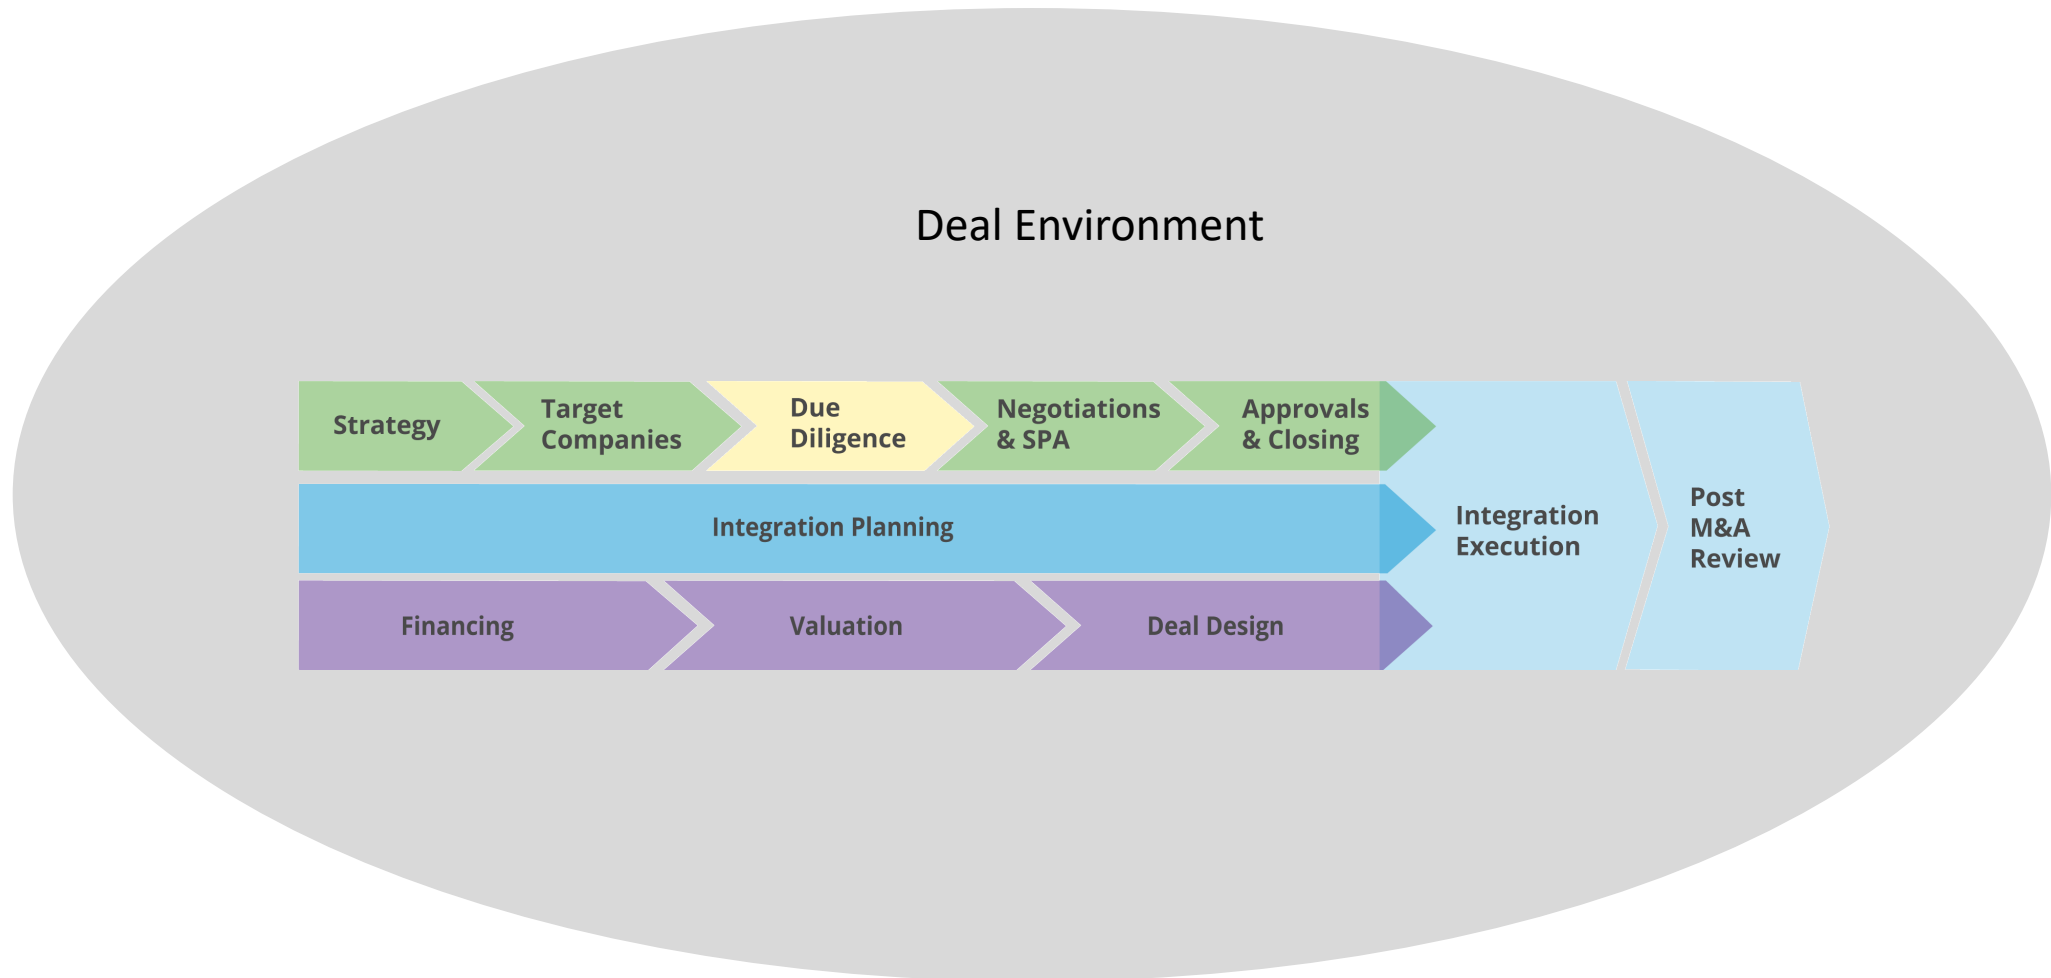 Deal Environment
Strategy
Target
Companies
Due
Diligence
Negotiations
& SPA
Approvals
& Closing
Integration Planning
Financing
Valuation
Deal Design
Integration
Execution
Post
M&A
Review